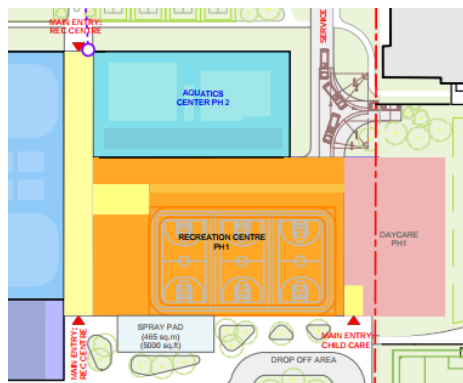 MAIN ENTRY:
REC CENTRE
SERVICE
AQUATICS
CENTER PH 2
RECREATION CENTRE
PH1
DAYCARE
PH1
MAIN ENTRY:
REC CENTRE
SPRAY PAD
(465 sq.m)
(5000 sq.ft)
MAIN ENTRY:
CHILD CARE
DROP OFF AREA